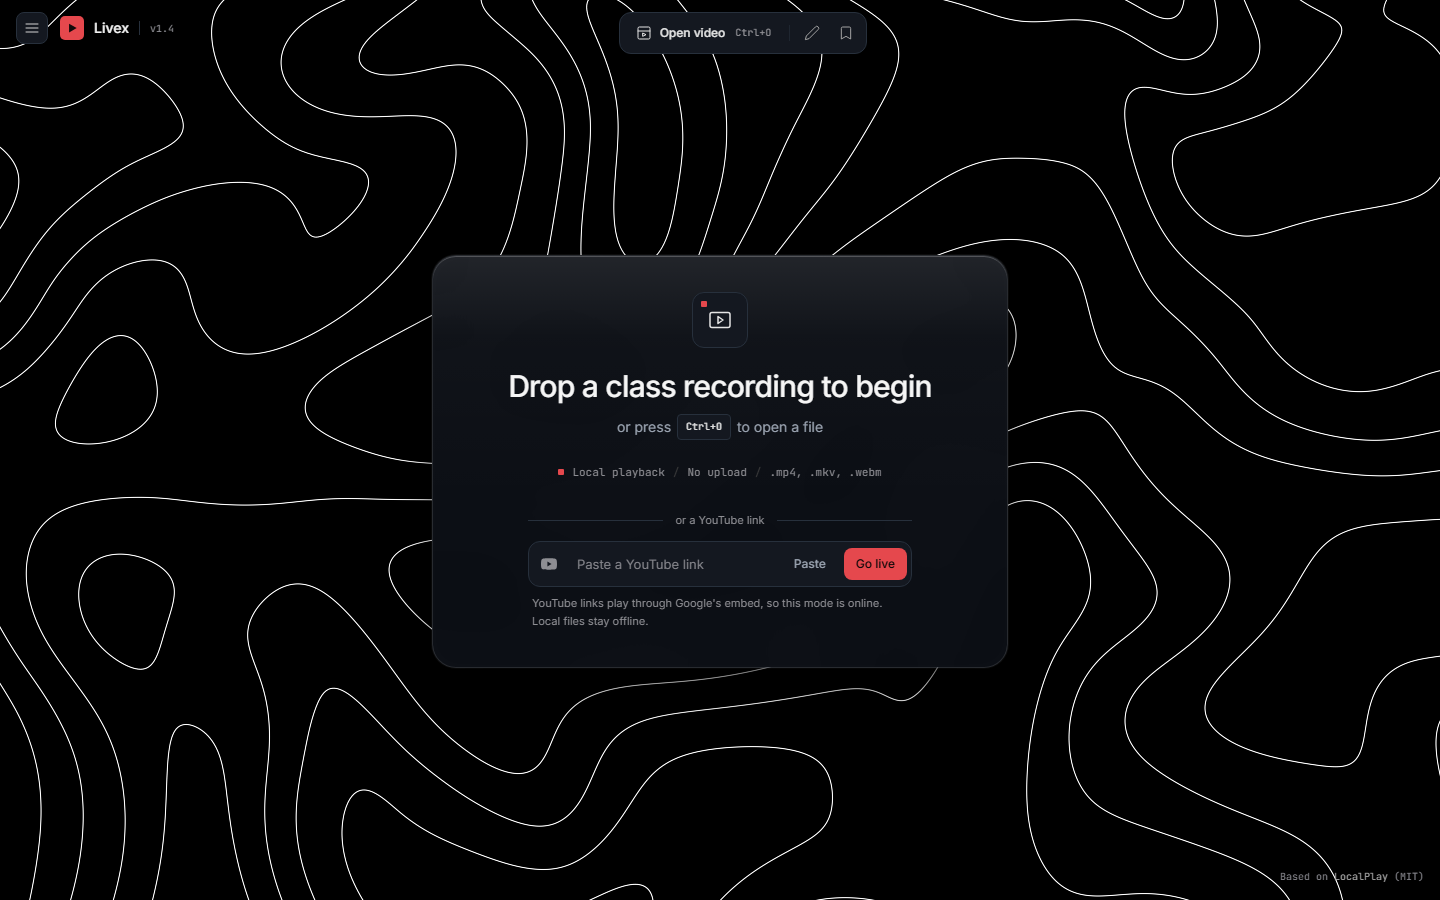 Livex
v1.4
Open video Ctrl+O
Drop a class recording to begin
or press Ctrl+O to open a file
Local playback / No upload / .mp4, .mkv, .webm
or a YouTube link
Paste a YouTube link
Paste
Go live
YouTube links play through Google's embed, so this mode is online.
Local files stay offline.
Based on LocalPlay (MIT)